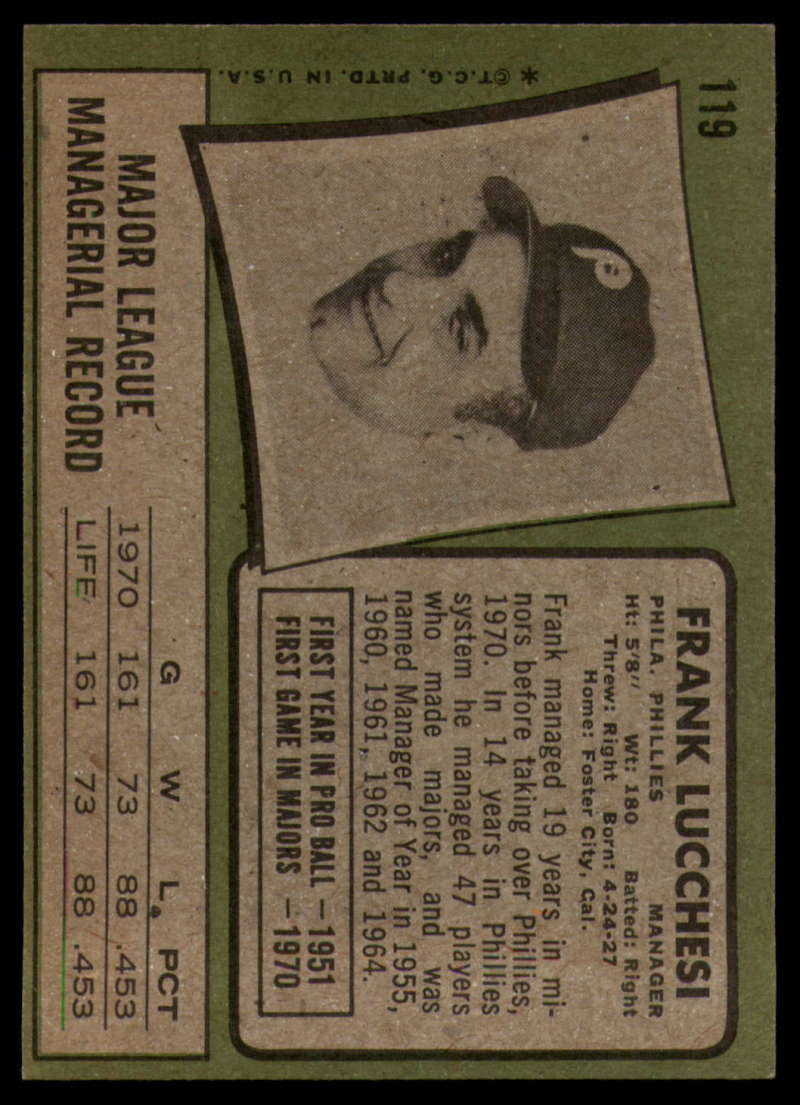 119
FRANK LUCCHESI
PHILA. PHILLIES MANAGER
Ht: 5'8" Wt: 180 Batted: Right
Threw: Right Born: 4-24-27
Home: Foster City, Cal.
Frank managed 19 years in mi-
nors before taking over Phillies,
1970. In 14 years in Phillies
system he managed 47 players
who made majors, and was
named Manager of Year in 1955,
1960, 1961, 1962 and 1964.
FIRST YEAR IN PRO BALL — 1951
FIRST GAME IN MAJORS — 1970
P
MAJOR LEAGUE
MANAGERIAL RECORD
G W L PCT
1970 161 73 88 .453
LIFE 161 73 88 .453
* © T.C.G. PRTD. IN U.S.A.